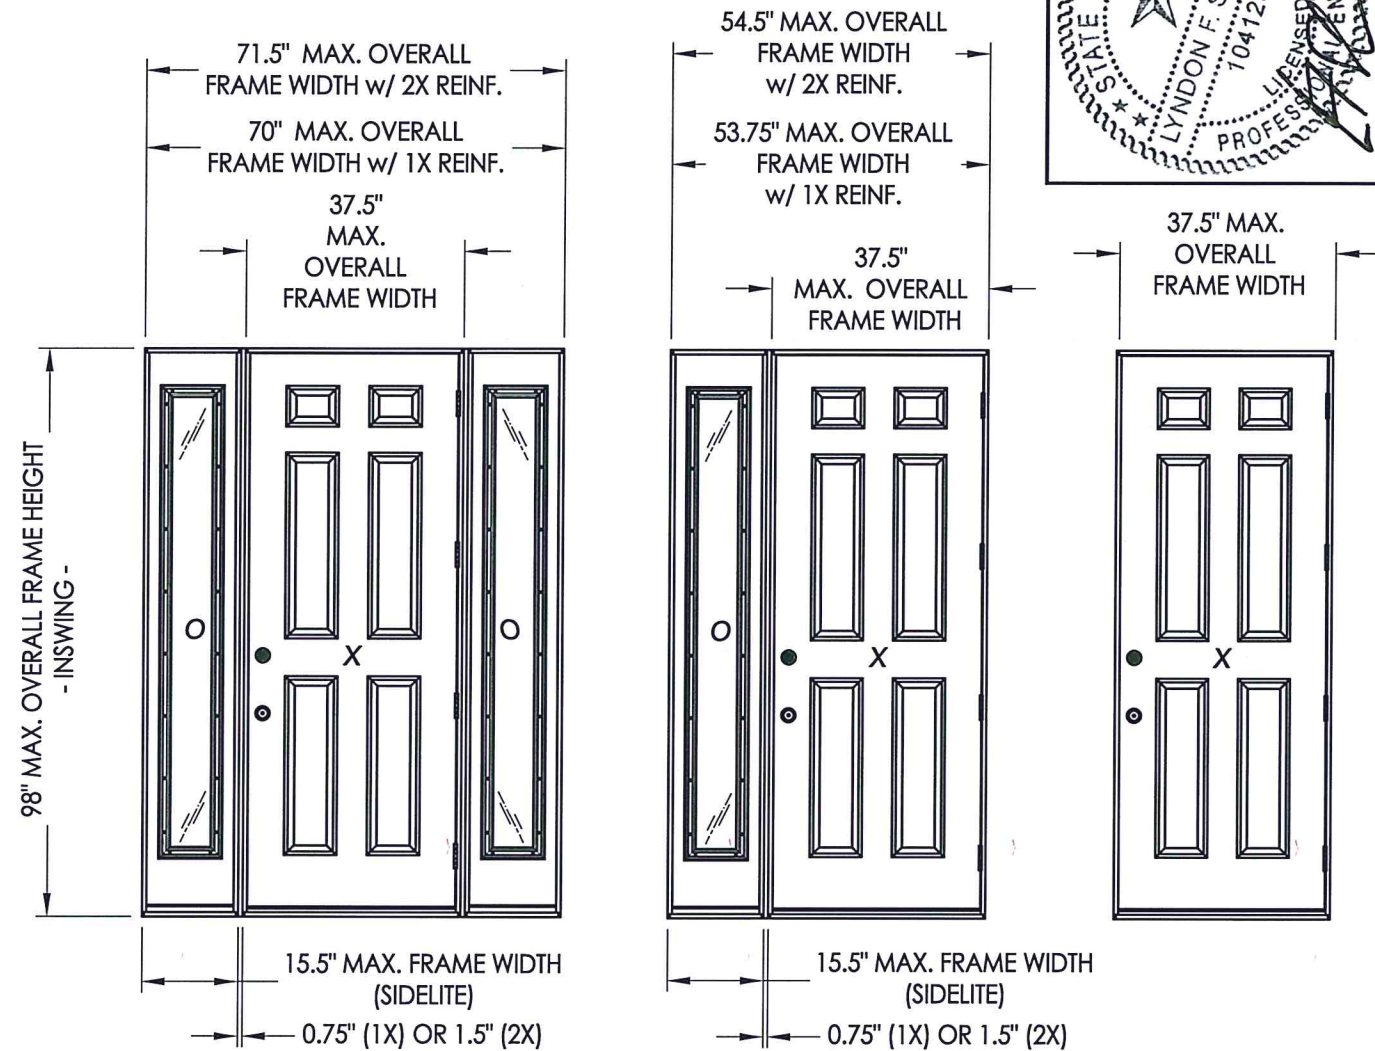 71.5" MAX. OVERALL
FRAME WIDTH w/ 2X REINF.
70" MAX. OVERALL
FRAME WIDTH w/ 1X REINF.
37.5"
MAX.
OVERALL
FRAME WIDTH
54.5" MAX. OVERALL
FRAME WIDTH
w/ 2X REINF.
53.75" MAX. OVERALL
FRAME WIDTH
w/ 1X REINF.
37.5"
MAX. OVERALL
FRAME WIDTH
STATE
LYNDON F.
10412
LICENSED
37.5" MAX.
OVERALL
FRAME WIDTH
98" MAX. OVERALL FRAME HEIGHT
- INSWING -
O
X
O
O
X
X
15.5" MAX. FRAME WIDTH
(SIDELITE)
0.75" (1X) OR 1.5" (2X)
15.5" MAX. FRAME WIDTH
(SIDELITE)
0.75" (1X) OR 1.5" (2X)